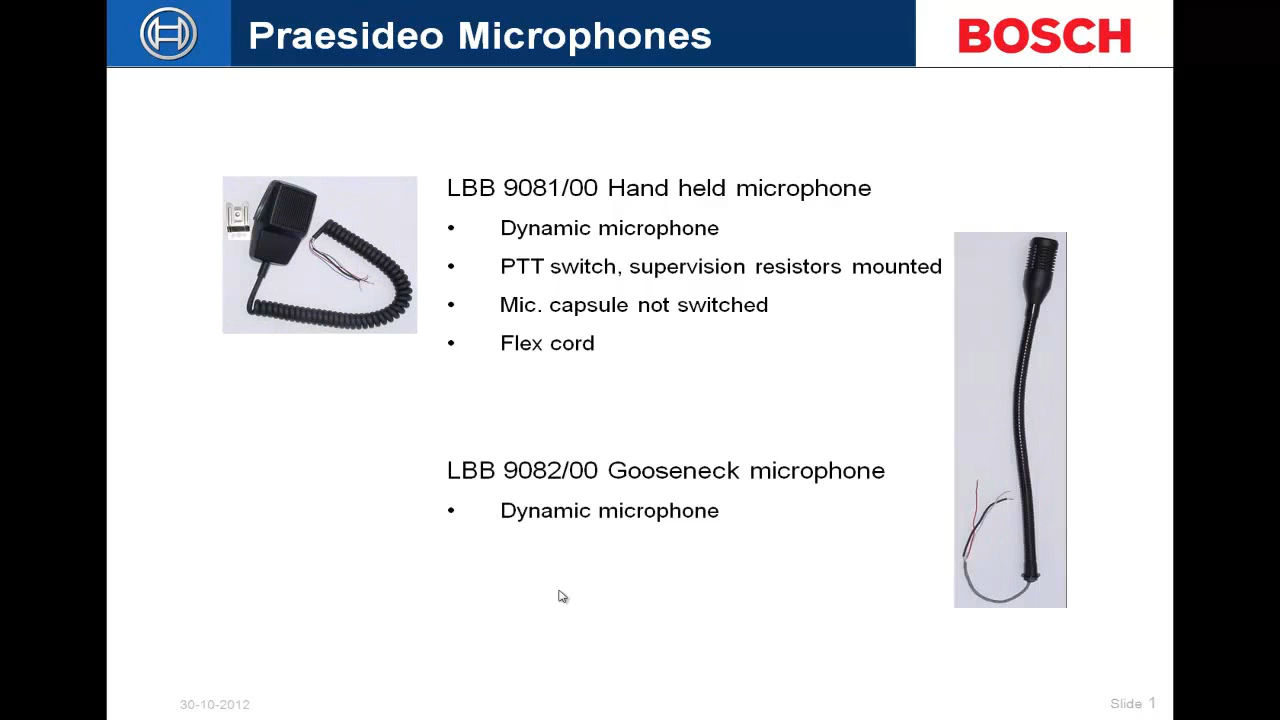 Praesideo Microphones
BOSCH
LBB 9081/00 Hand held microphone
• Dynamic microphone
• PTT switch, supervision resistors mounted
• Mic. capsule not switched
• Flex cord
LBB 9082/00 Gooseneck microphone
• Dynamic microphone
30-10-2012
Slide 1